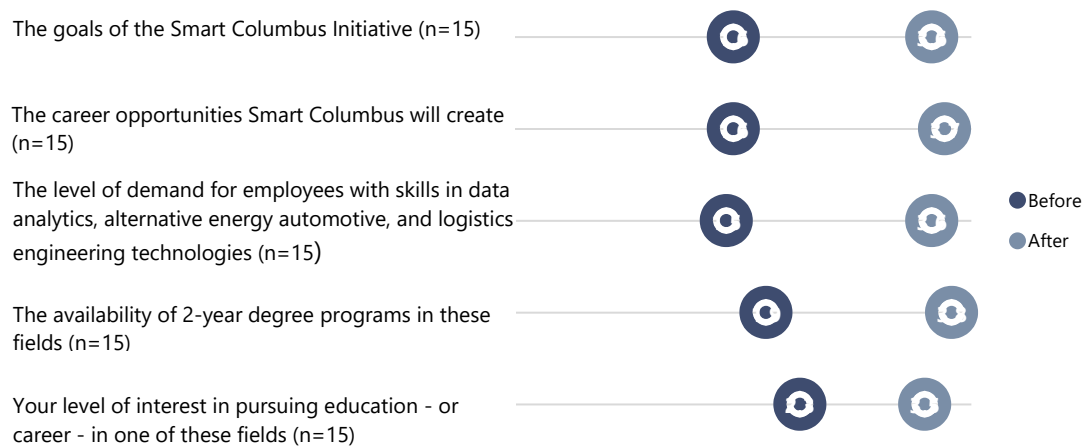 The goals of the Smart Columbus Initiative (n=15)
The career opportunities Smart Columbus will create
(n=15)
The level of demand for employees with skills in data
analytics, alternative energy automotive, and logistics
engineering technologies (n=15)
Before
After
The availability of 2-year degree programs in these
fields (n=15)
Your level of interest in pursuing education - or
career - in one of these fields (n=15)